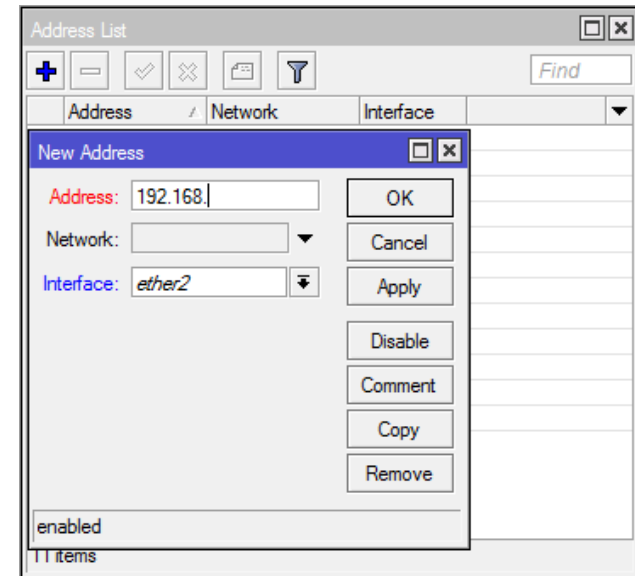 Address List
Find
Address Network Interface
New Address
Address: 192.168.
OK
Network:
Cancel
Interface: ether2
Apply
Disable
Comment
Copy
Remove
enabled
11 items